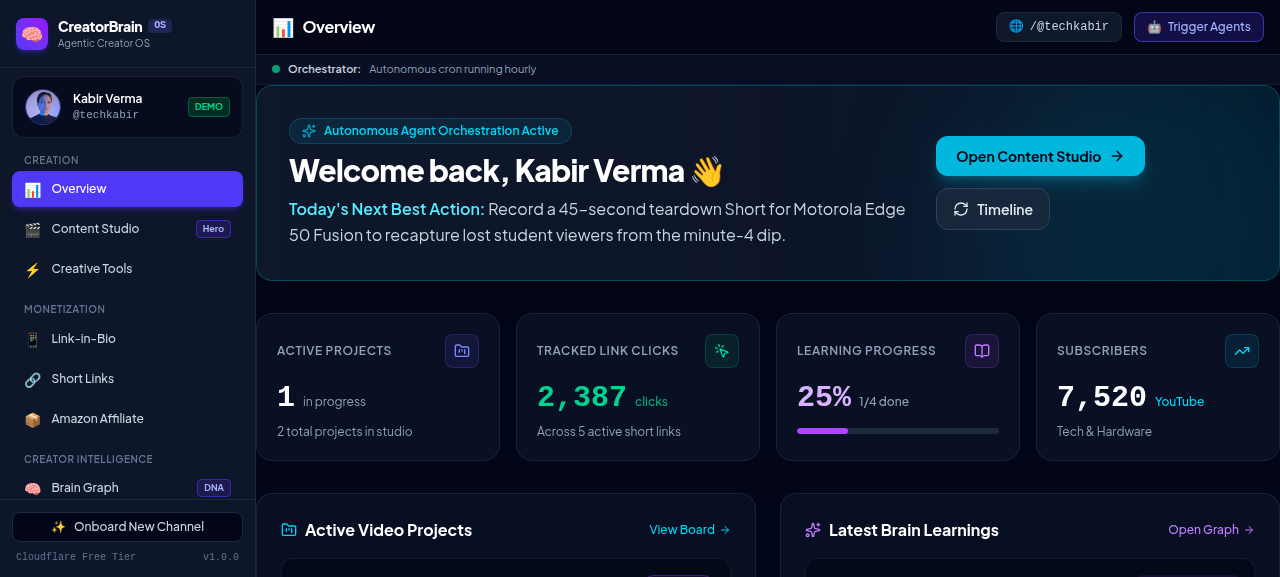 CreatorBrain OS
Agentic Creator OS
Kabir Verma
@techkabir
DEMO
CREATION
Overview
Content Studio Hero
Creative Tools
MONETIZATION
Link-in-Bio
Short Links
Amazon Affiliate
CREATOR INTELLIGENCE
Brain Graph DNA
Onboard New Channel
Cloudflare Free Tier v1.0.0
Overview
/@techkabir
Trigger Agents
Orchestrator: Autonomous cron running hourly
Autonomous Agent Orchestration Active
Welcome back, Kabir Verma 👋
Today's Next Best Action: Record a 45-second teardown Short for Motorola Edge
50 Fusion to recapture lost student viewers from the minute-4 dip.
Open Content Studio →
Timeline
ACTIVE PROJECTS
1 in progress
2 total projects in studio
TRACKED LINK CLICKS
2,387 clicks
Across 5 active short links
LEARNING PROGRESS
25% 1/4 done
SUBSCRIBERS
7,520 YouTube
Tech & Hardware
Active Video Projects
View Board →
Latest Brain Learnings
Open Graph →